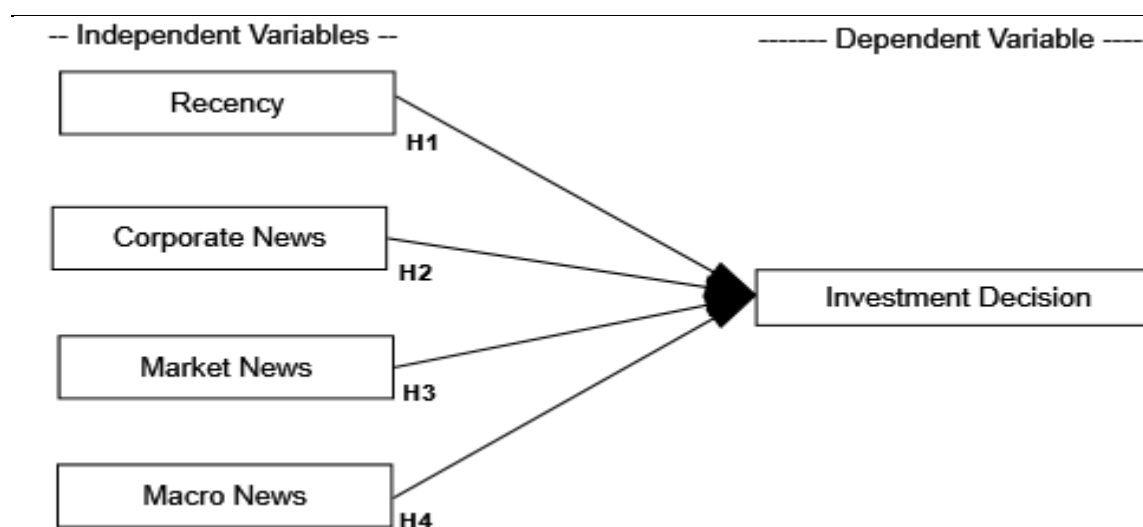 -- Independent Variables --
------- Dependent Variable -----
Recency
H1
Corporate News
H2
Investment Decision
Market News
H3
Macro News
H4